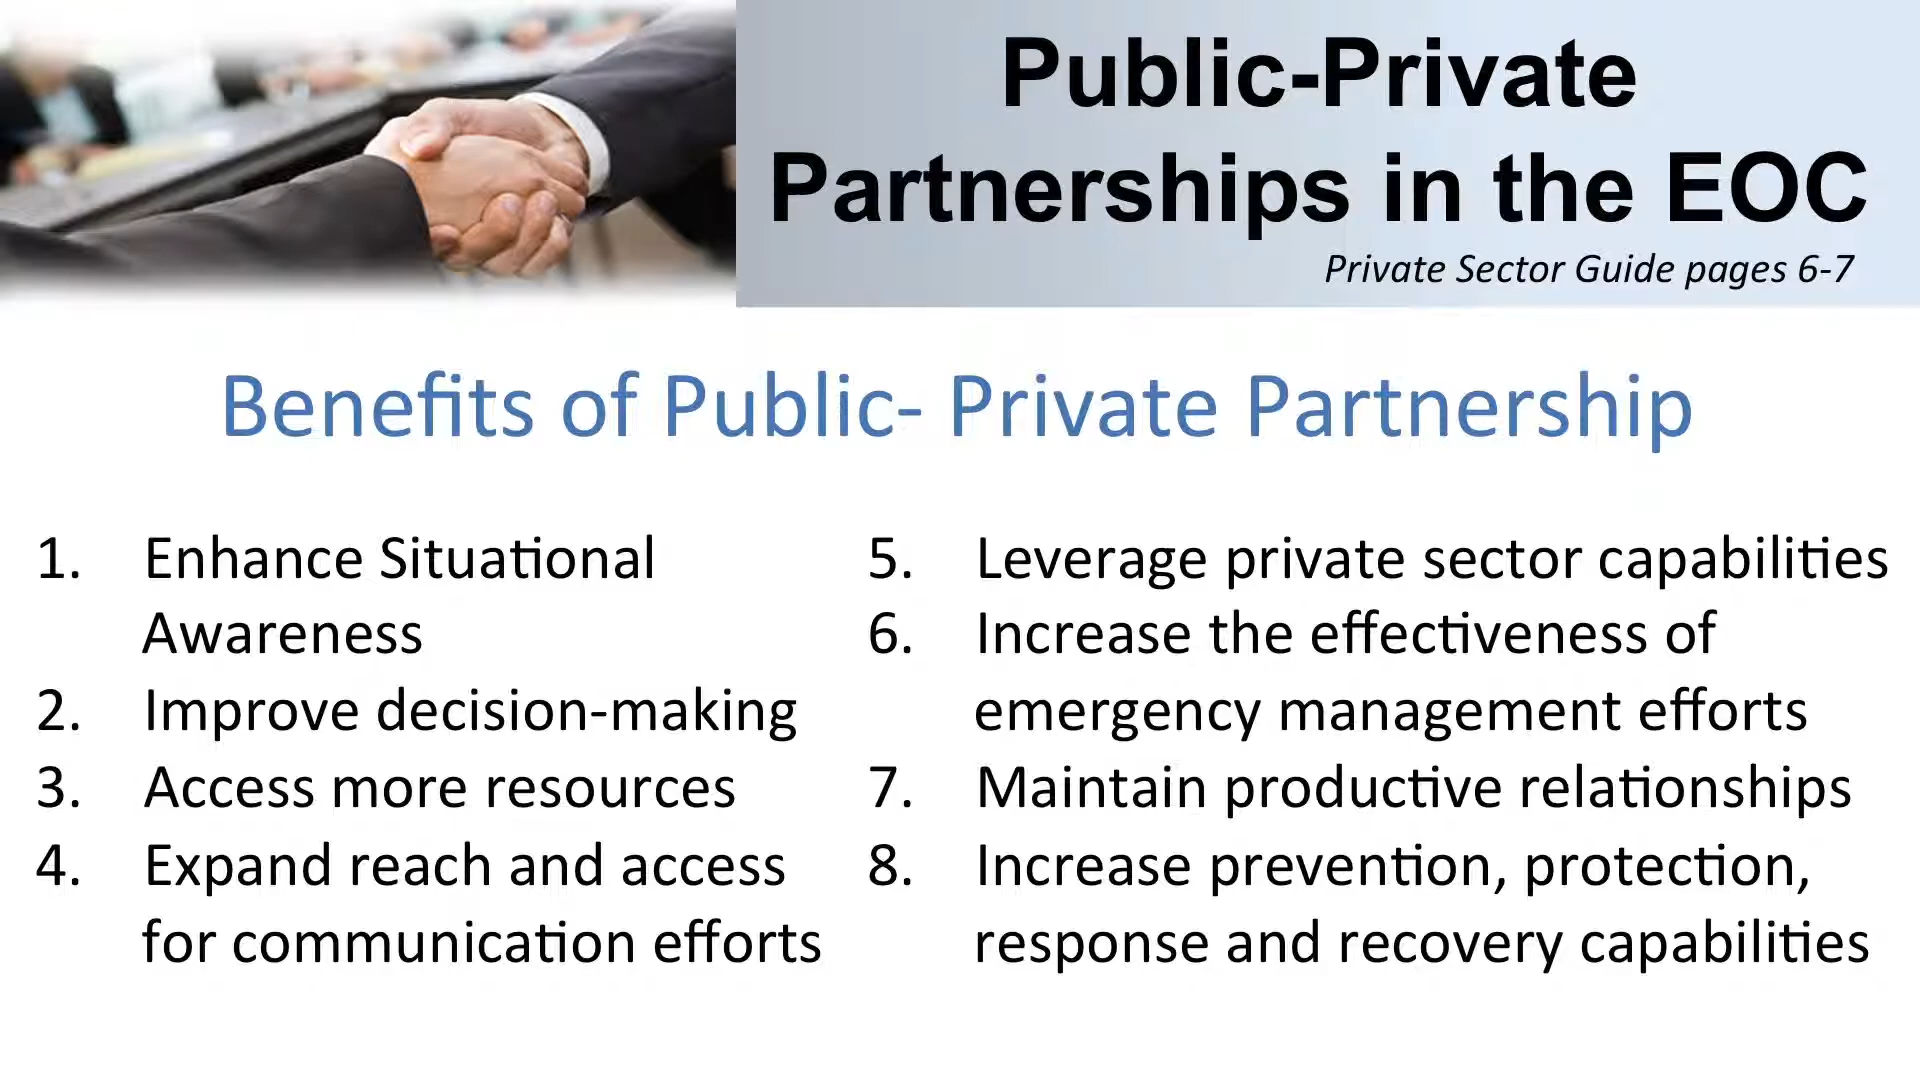 Public-Private
Partnerships in the EOC
Private Sector Guide pages 6-7
Benefits of Public- Private Partnership
1. Enhance Situational
Awareness
2. Improve decision-making
3. Access more resources
4. Expand reach and access
for communication efforts
5. Leverage private sector capabilities
6. Increase the effectiveness of
emergency management efforts
7. Maintain productive relationships
8. Increase prevention, protection,
response and recovery capabilities